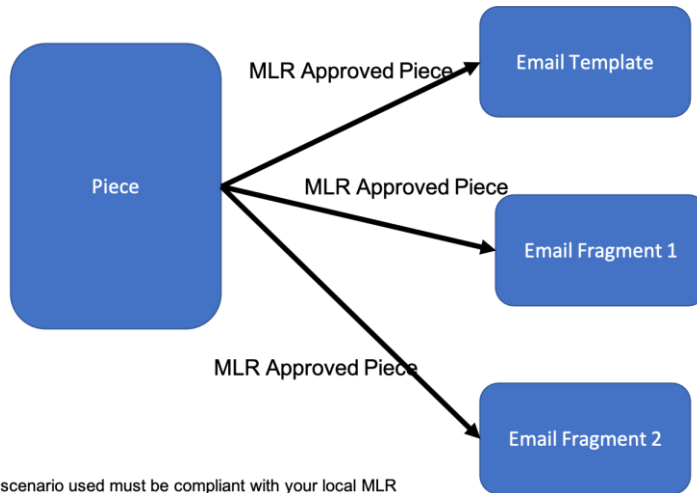 Email Template
MLR Approved Piece
Piece
MLR Approved Piece
Email Fragment 1
MLR Approved Piece
Email Fragment 2
scenario used must be compliant with your local MLR